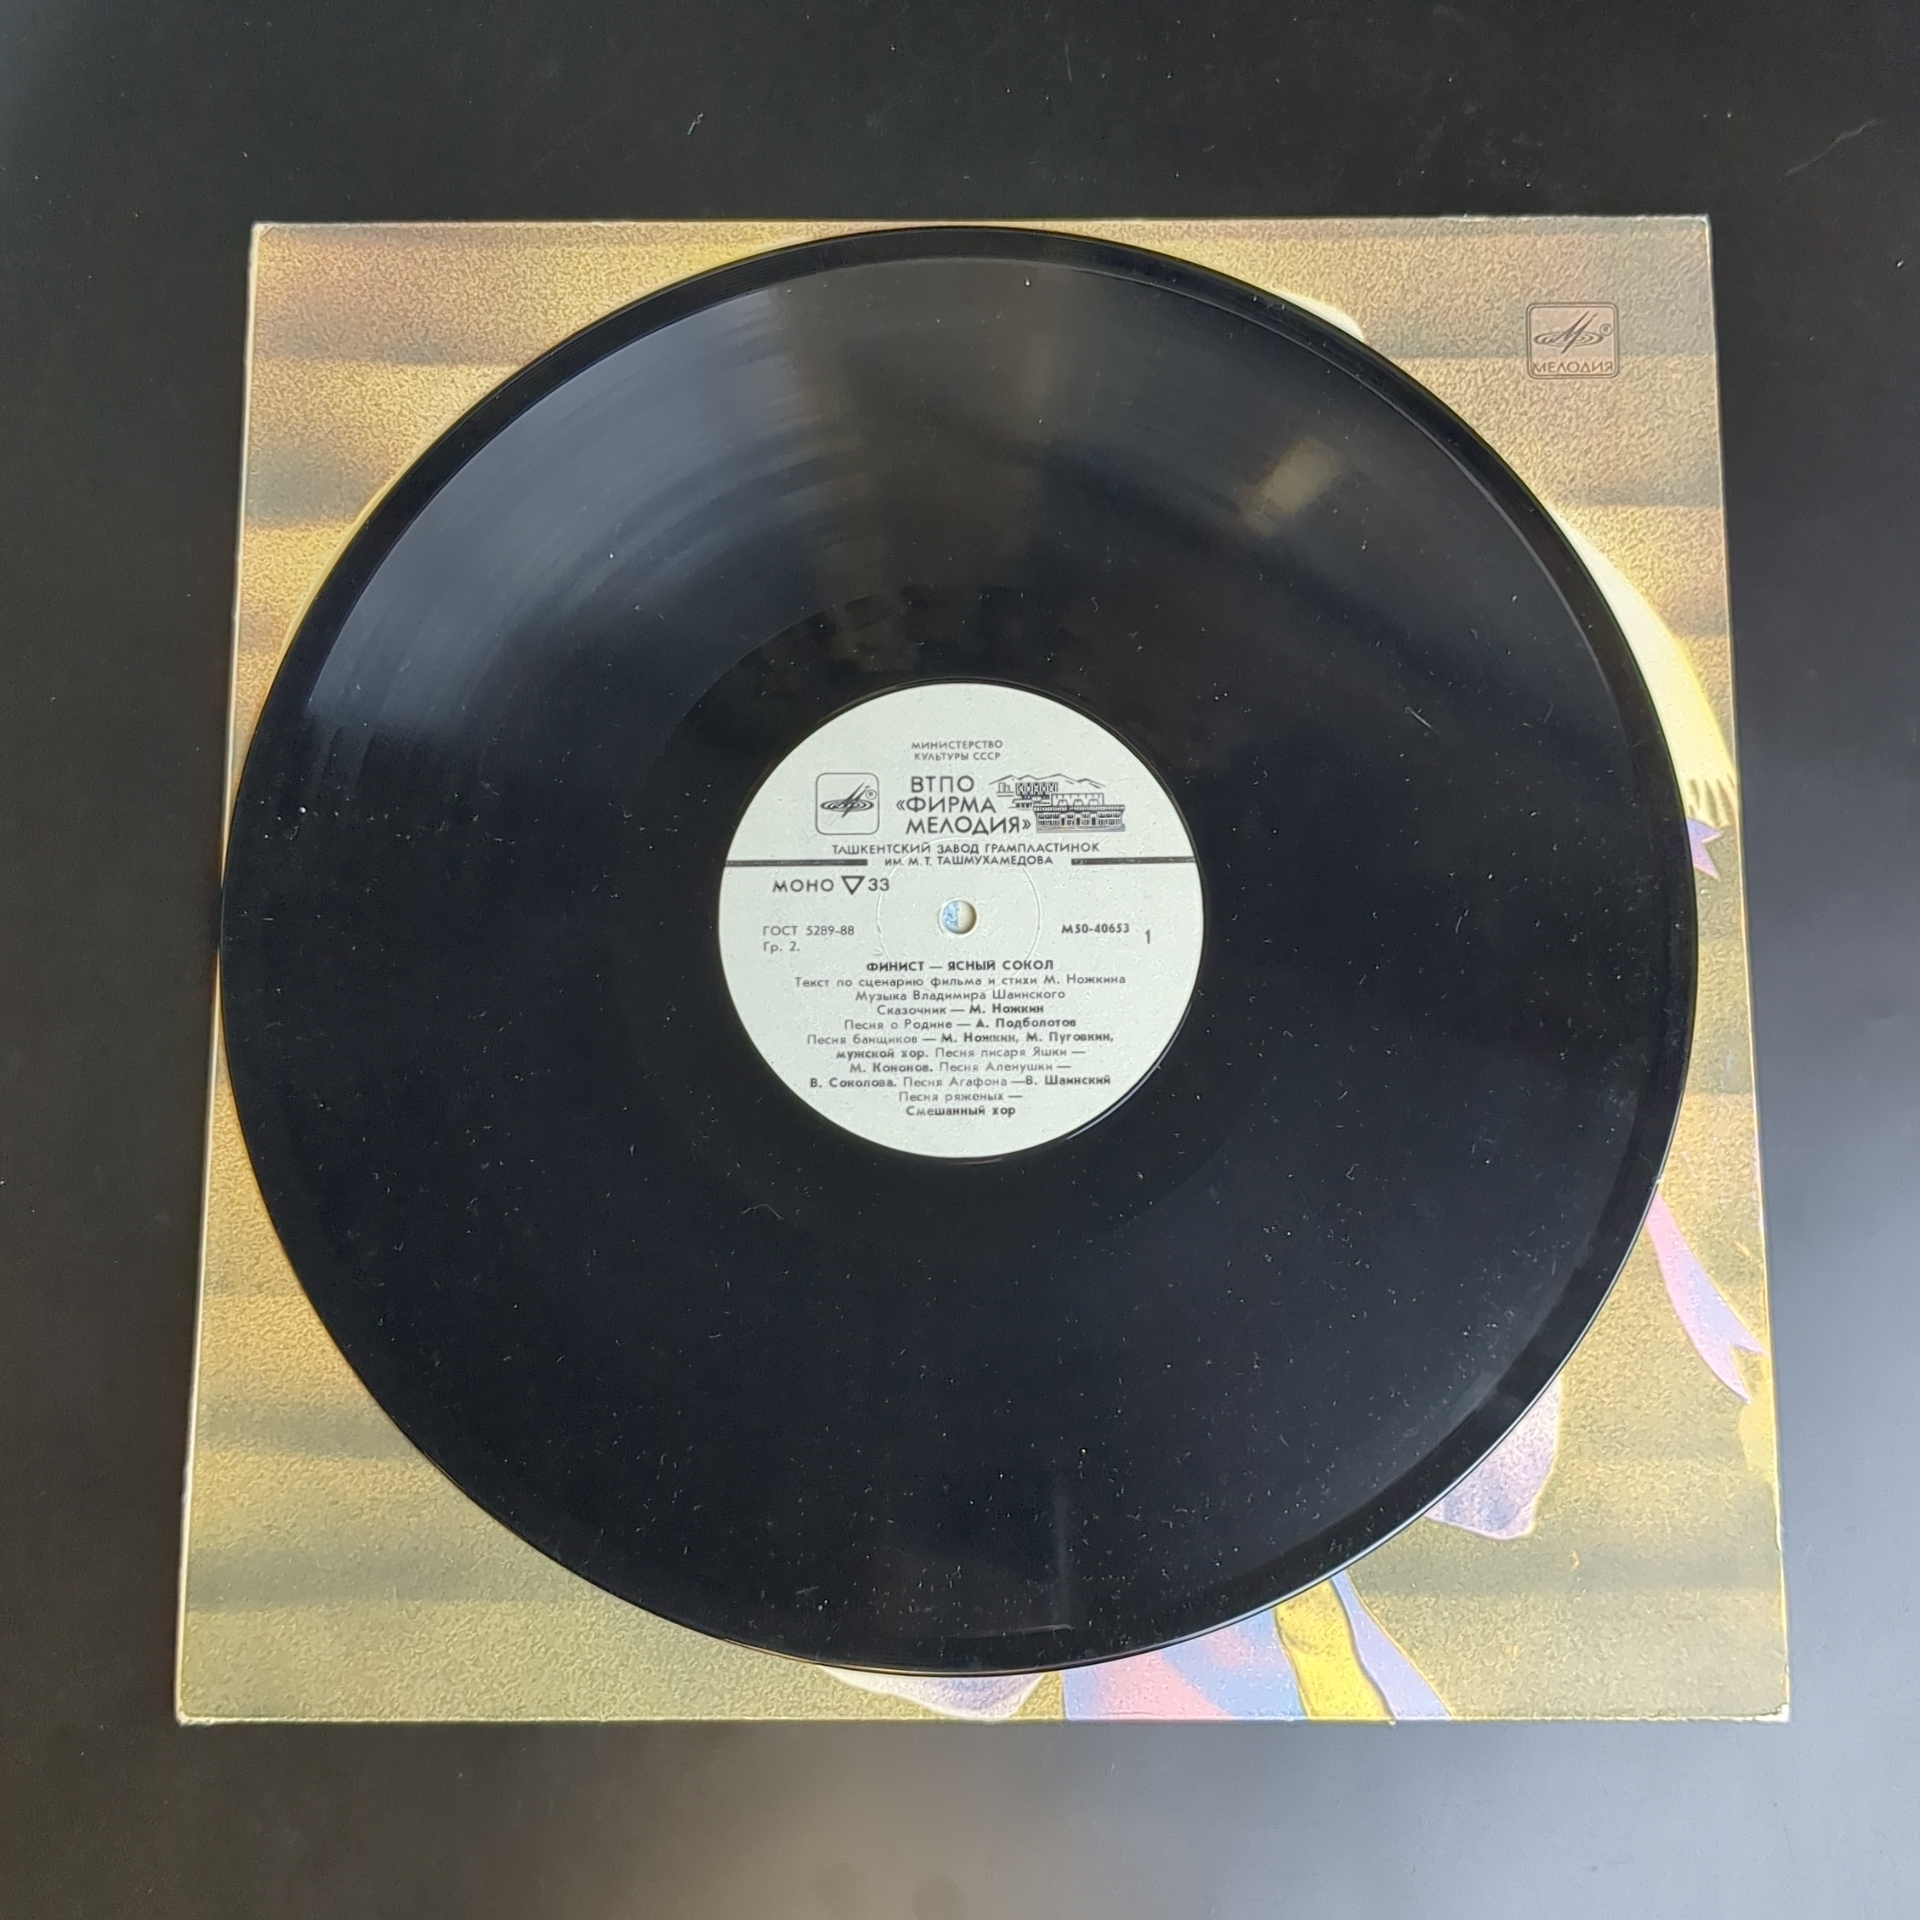 МЕЛОДИЯ
МИНИСТЕРСТВО
КУЛЬТУРЫ СССР
ВТПО
«ФИРМА
МЕЛОДИЯ»
ТАШКЕНТСКИЙ ЗАВОД ГРАМПЛАСТИНОК
ИМ. М. Т. ТАШМУХАМЕДОВА
МОНО ▽ 33
ГОСТ 5289-88
Гр. 2.
М50-40653
1
ФИНИСТ — ЯСНЫЙ СОКОЛ
Текст по сценарию фильма и стихи М. Ножкина
Музыка Владимира Шаинского
Сказочник — М. Ножкин
Песня о Родине — А. Подболотов
Песня банщиков — М. Ножкин, М. Пуговкин,
мужской хор. Песня писаря Яшки —
М. Кононов. Песня Аленушки —
В. Соколова. Песня Агафона —В. Шаинский
Песня ряженых —
Смешанный хор